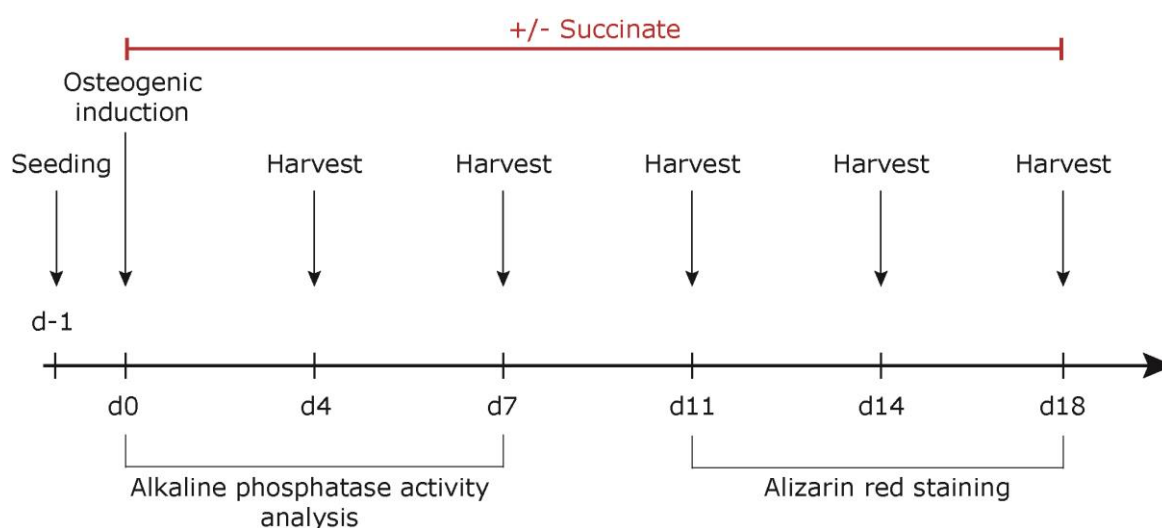 +/- Succinate
Osteogenic
induction
Seeding
Harvest
Harvest
Harvest
Harvest
Harvest
d-1
d0
d4
d7
d11
d14
d18
Alkaline phosphatase activity
analysis
Alizarin red staining